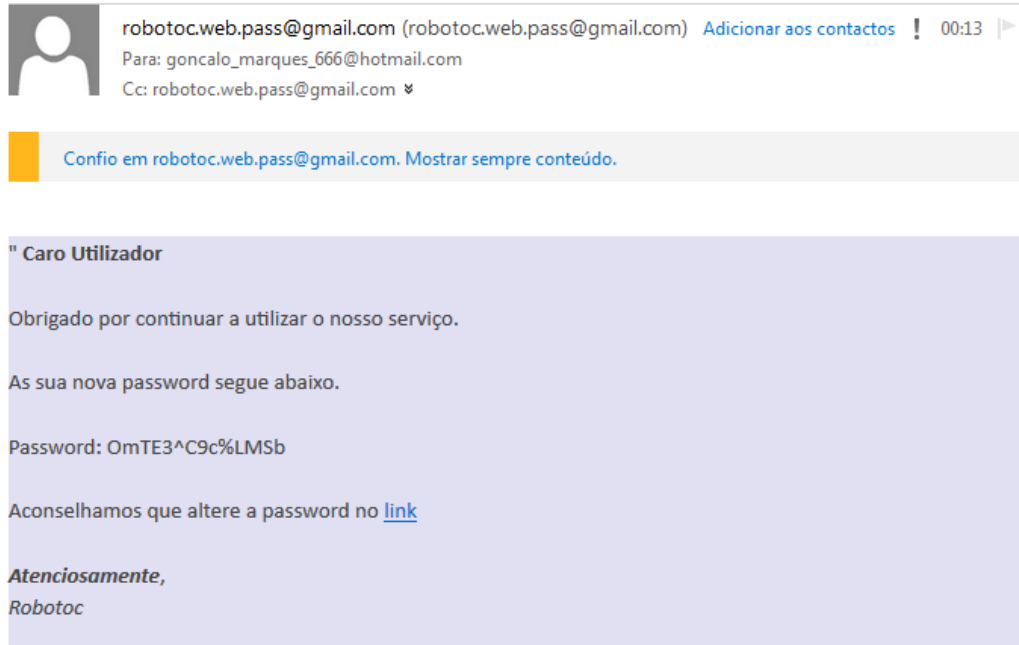 robotoc.web.pass@gmail.com (robotoc.web.pass@gmail.com) Adicionar aos contactos ! 00:13
Para: goncalo_marques_666@hotmail.com
Cc: robotoc.web.pass@gmail.com
Confio em robotoc.web.pass@gmail.com. Mostrar sempre conteúdo.
" Caro Utilizador
Obrigado por continuar a utilizar o nosso serviço.
As sua nova password segue abaixo.
Password: OmTE3^C9c%LMSb
Aconselhamos que altere a password no link
Atenciosamente,
Robotoc